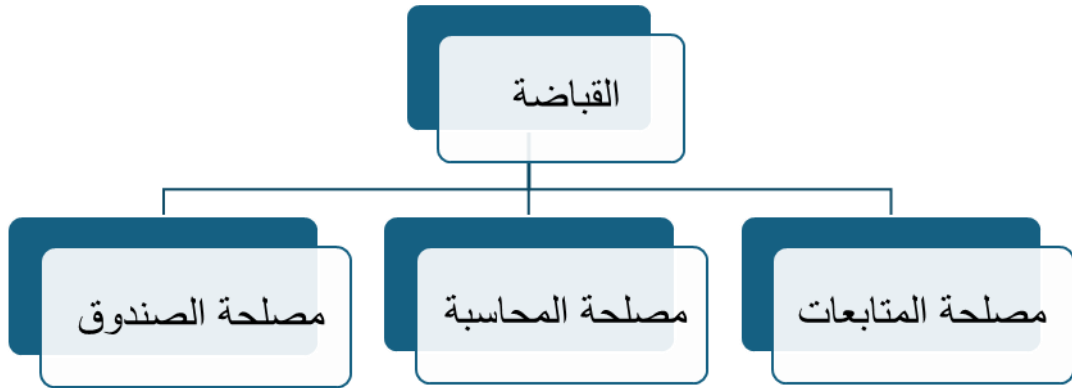 القباضة
مصلحة المتابعات
مصلحة المحاسبة
مصلحة الصندوق